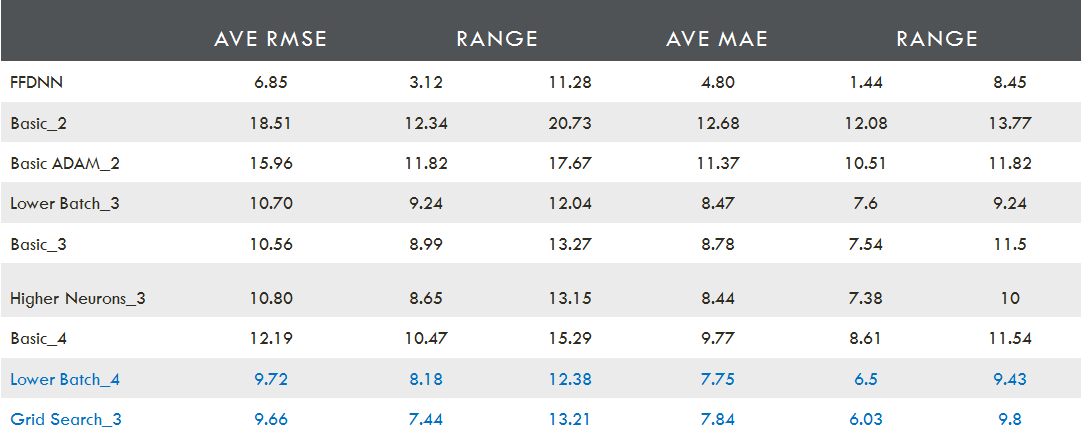 AVE RMSE RANGE AVE MAE RANGE
FFDNN 6.85 3.12 11.28 4.80 1.44 8.45
Basic_2 18.51 12.34 20.73 12.68 12.08 13.77
Basic ADAM_2 15.96 11.82 17.67 11.37 10.51 11.82
Lower Batch_3 10.70 9.24 12.04 8.47 7.6 9.24
Basic_3 10.56 8.99 13.27 8.78 7.54 11.5
Higher Neurons_3 10.80 8.65 13.15 8.44 7.38 10
Basic_4 12.19 10.47 15.29 9.77 8.61 11.54
Lower Batch_4 9.72 8.18 12.38 7.75 6.5 9.43
Grid Search_3 9.66 7.44 13.21 7.84 6.03 9.8